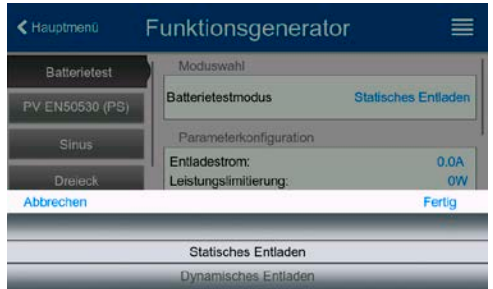 Hauptmenü
Funktionsgenerator
Batterietest
PV EN50530 (PS)
Sinus
Dreieck
Moduswahl
Batterietestmodus Statisches Entladen
Parameterkonfiguration
Entladestrom: 0.0A
Leistungslimitierung: 0W
Abbrechen Fertig
Statisches Entladen
Dynamisches Entladen